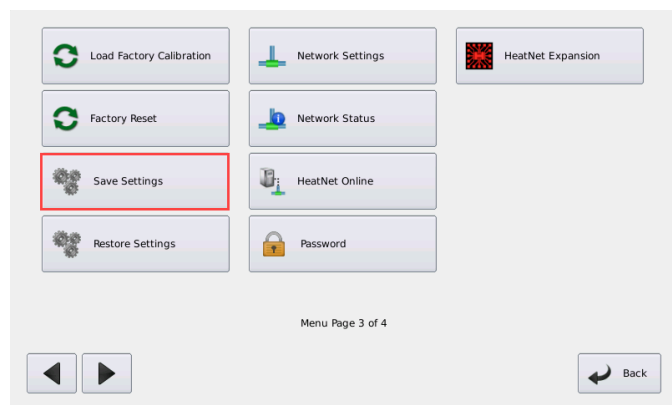 Load Factory Calibration
Network Settings
HeatNet Expansion
Factory Reset
Network Status
Save Settings
HeatNet Online
Restore Settings
Password
Menu Page 3 of 4
Back